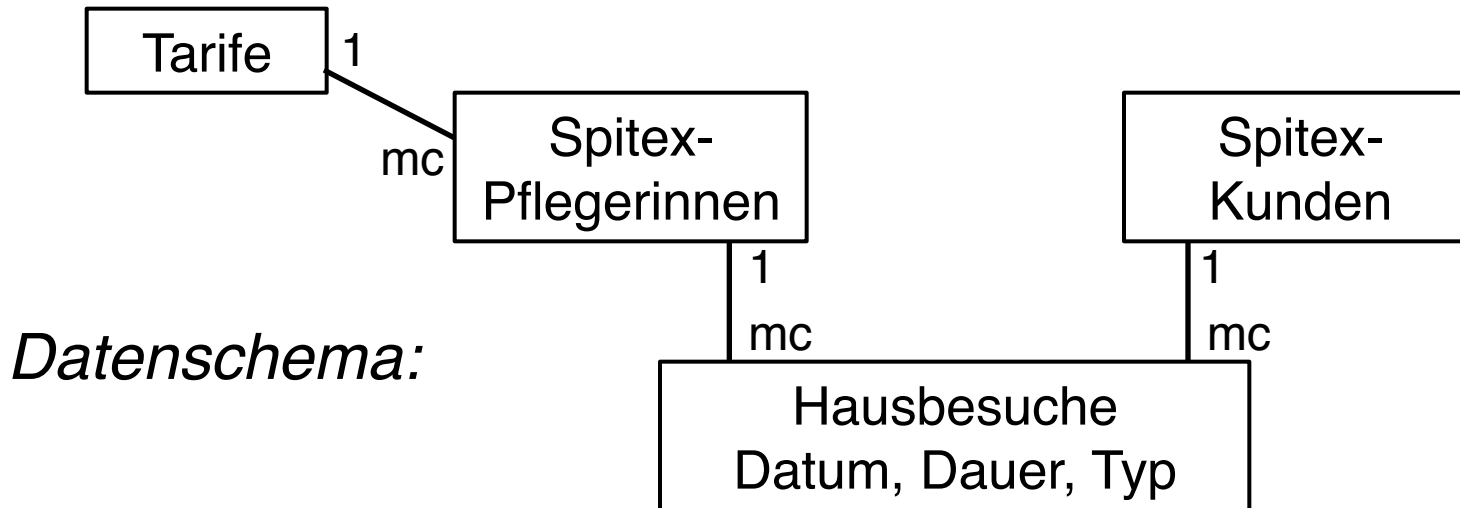 Tarife
1
mc
Spitex-
Pflegerinnen
Spitex-
Kunden
1
mc
1
mc
Datenschema:
Hausbesuche
Datum, Dauer, Typ